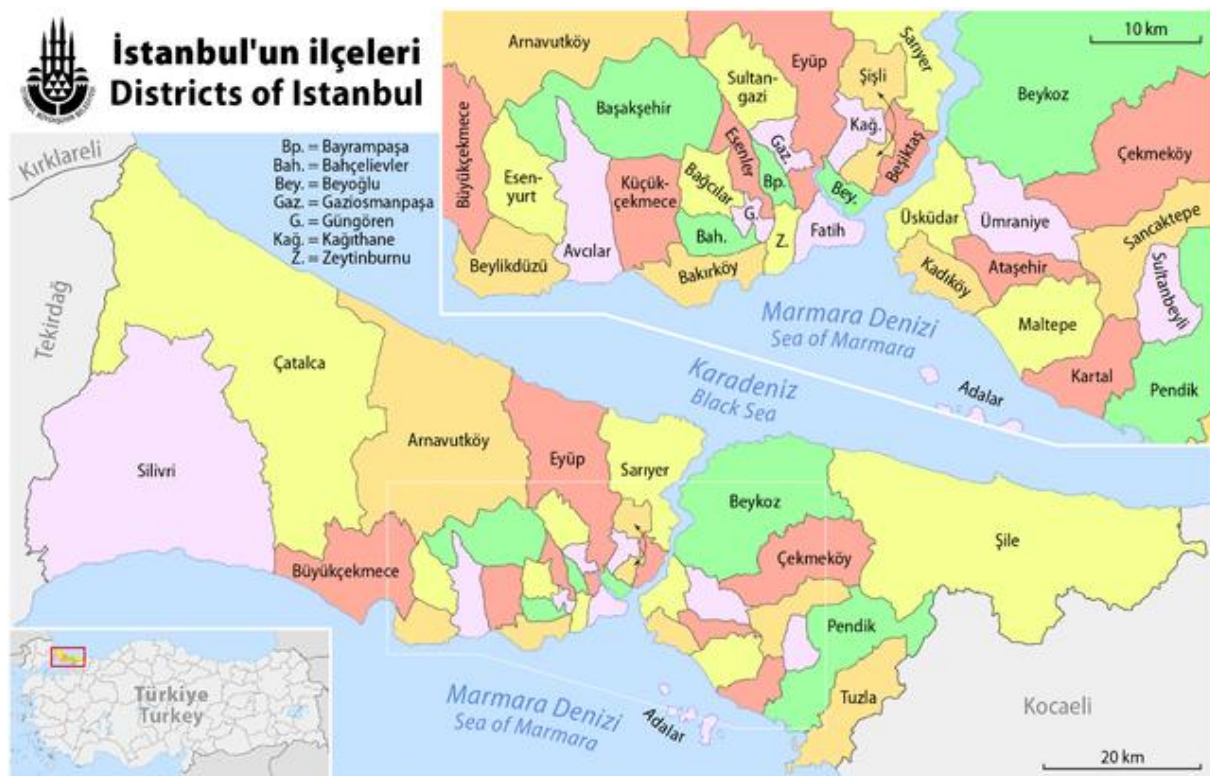 İstanbul'un ilçeleri
Districts of Istanbul
Bp. = Bayrampaşa
Bah. = Bahçelievler
Bey. = Beyoğlu
Gaz. = Gaziosmanpaşa
G. = Güngören
Kağ. = Kağıthane
Z. = Zeytinburnu
Kırklareli
Tekirdağ
Arnavutköy
Eyüp
Sarıyer
10 km
Sultan-
gazi
Şişli
Beykoz
Başakşehir
Büyükçekmece
Kağ.
Gaz.
Esenler
Beşiktaş
Çekmeköy
Esen-
yurt
Küçük-
çekmece
Bağcılar
Bp.
Bey.
Üsküdar
Ümraniye
Sancaktepe
Avcılar
G.
Bah.
Z.
Fatih
Beylikdüzü
Bakırköy
Kadıköy
Ataşehir
Sultanbeyli
Marmara Denizi
Sea of Marmara
Maltepe
Kartal
Pendik
Adalar
Karadeniz
Black Sea
Çatalca
Silivri
Arnavutköy
Eyüp
Sarıyer
Beykoz
Büyükçekmece
Çekmeköy
Şile
Pendik
Tuzla
Kocaeli
Marmara Denizi
Sea of Marmara
Adalar
Türkiye
Turkey
20 km